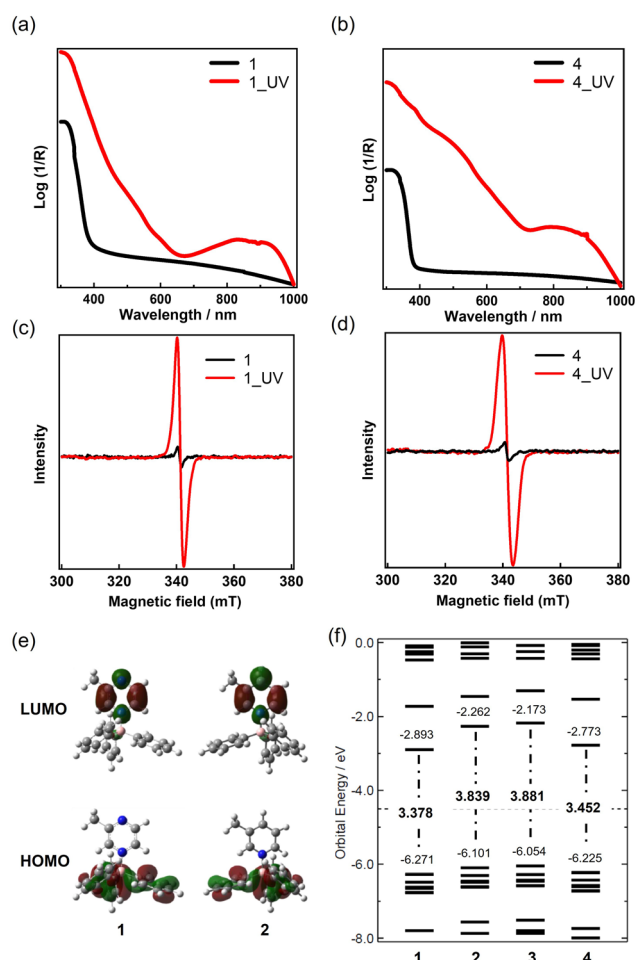 (a)
1
1_UV
Log (1/R)
400 600 800 1000
Wavelength / nm
(b)
4
4_UV
Log (1/R)
400 600 800 1000
Wavelength / nm
(c)
1
1_UV
Intensity
300 320 340 360 380
Magnetic field (mT)
(d)
4
4_UV
Intensity
300 320 340 360 380
Magnetic field (mT)
(e)
LUMO
HOMO
1 2
(f)
Orbital Energy / eV
0.0
-2.0
-4.0
-6.0
-8.0
-2.893 -2.262 -2.173 -2.773
3.378 3.839 3.881 3.452
-6.271 -6.101 -6.054 -6.225
1 2 3 4